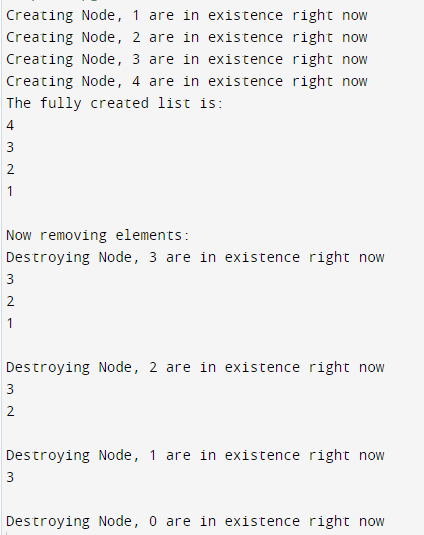 Creating Node, 1 are in existence right now
Creating Node, 2 are in existence right now
Creating Node, 3 are in existence right now
Creating Node, 4 are in existence right now
The fully created list is:
4
3
2
1
Now removing elements:
Destroying Node, 3 are in existence right now
3
2
1
Destroying Node, 2 are in existence right now
3
2
Destroying Node, 1 are in existence right now
3
Destroying Node, 0 are in existence right now